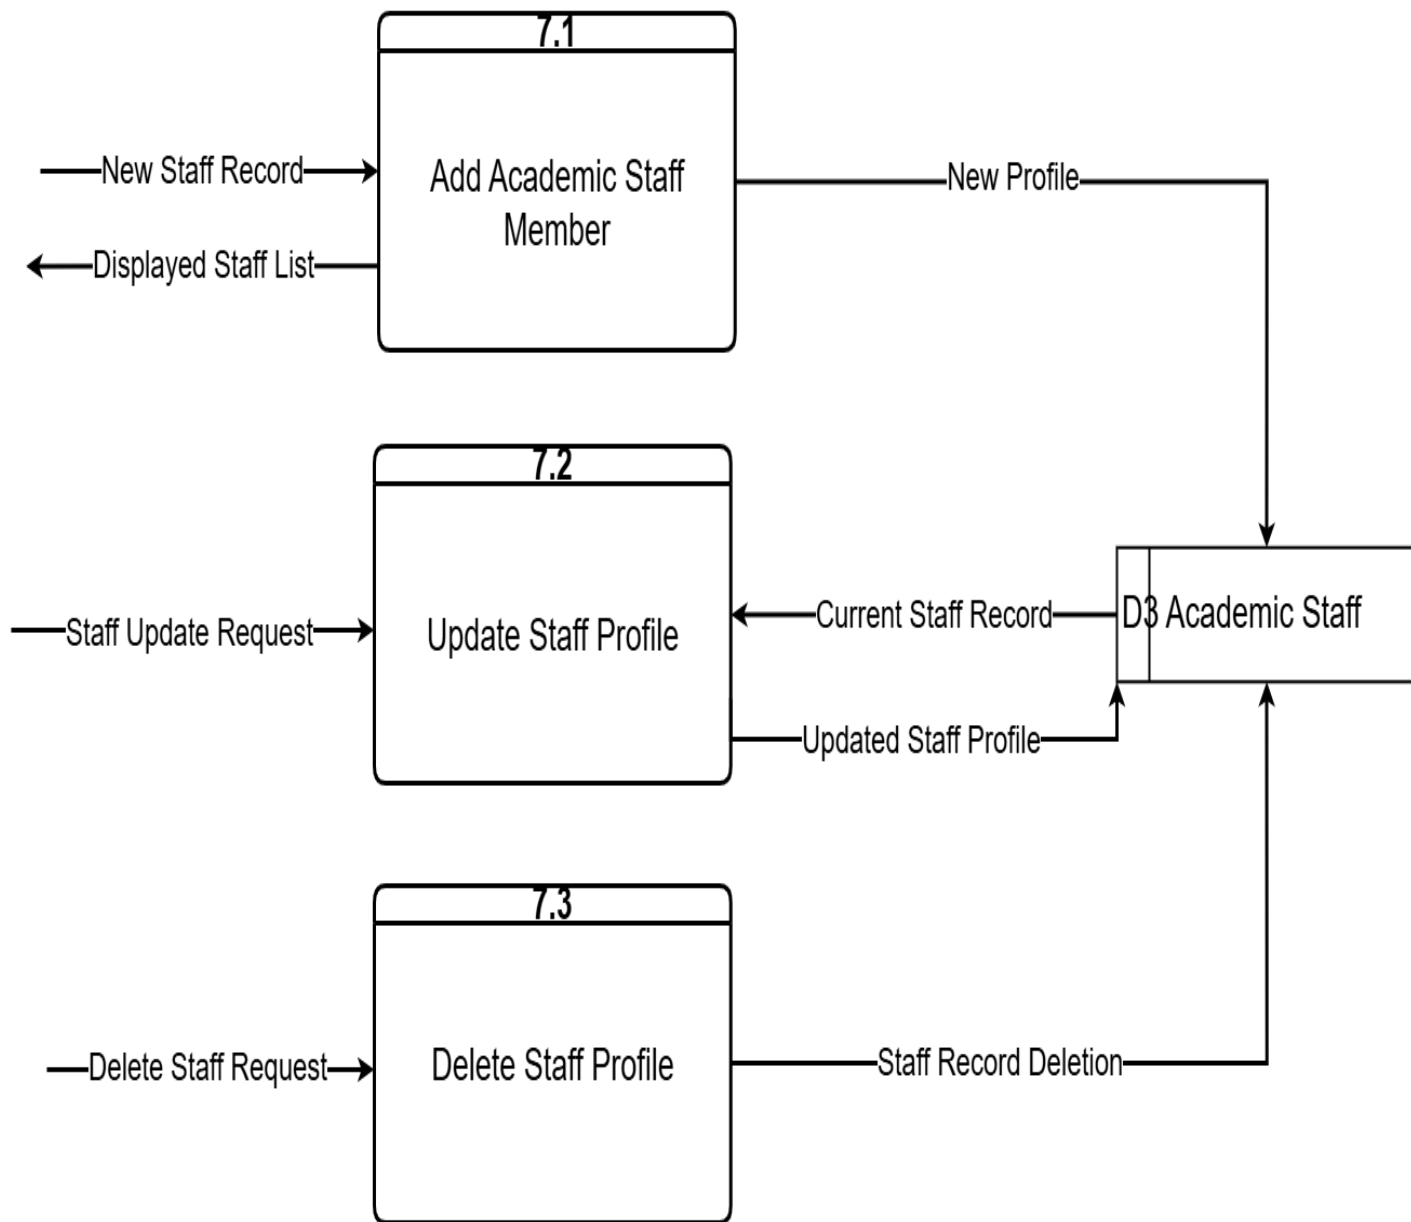 7.1
New Staff Record
Add Academic Staff
Member
New Profile
Displayed Staff List
7.2
Staff Update Request
Update Staff Profile
Current Staff Record
D3 Academic Staff
Updated Staff Profile
7.3
Delete Staff Request
Delete Staff Profile
Staff Record Deletion